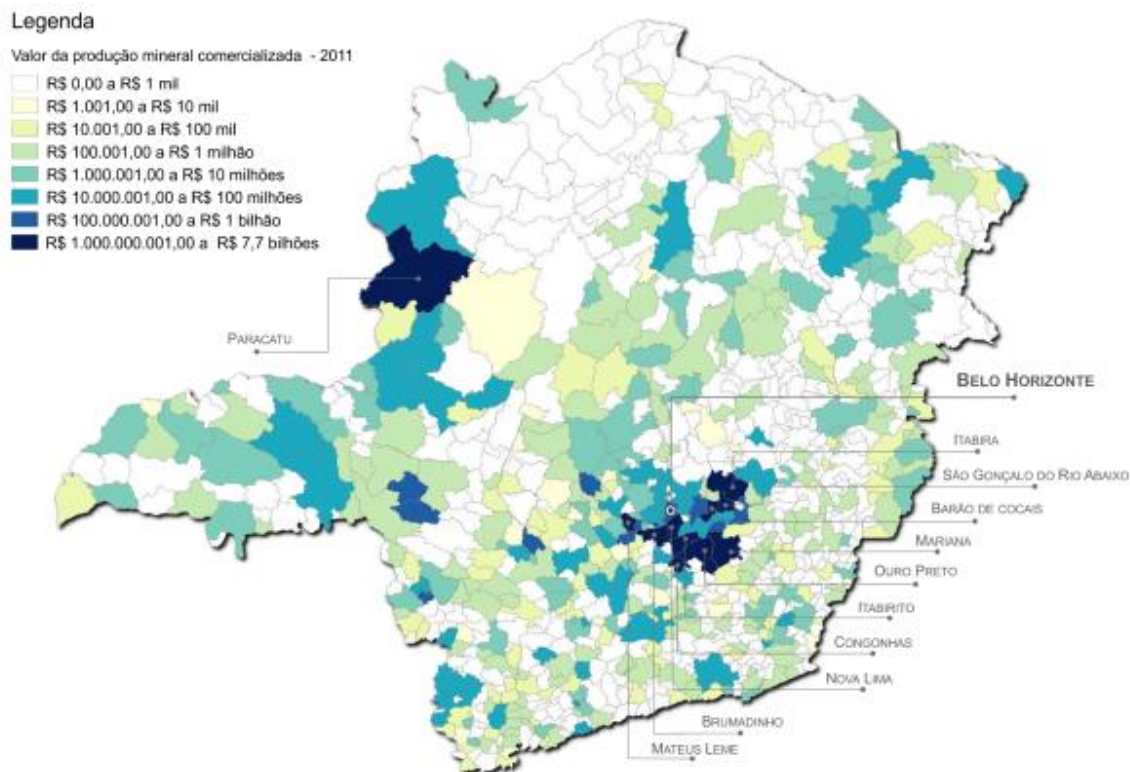 Legenda
Valor da produção mineral comercializada - 2011
R$ 0,00 a R$ 1 mil
R$ 1.001,00 a R$ 10 mil
R$ 10.001,00 a R$ 100 mil
R$ 100.001,00 a R$ 1 milhão
R$ 1.000.001,00 a R$ 10 milhões
R$ 10.000.001,00 a R$ 100 milhões
R$ 100.000.001,00 a R$ 1 bilhão
R$ 1.000.000.001,00 a R$ 7,7 bilhões
PARACATU
BELO HORIZONTE
ITABIRA
SÃO GONÇALO DO RIO ABAIXO
BARÃO DE COCAIS
MARIANA
OURO PRETO
ITABIRITO
CONGONHAS
NOVA LIMA
BRUMADINHO
MATEUS LEME